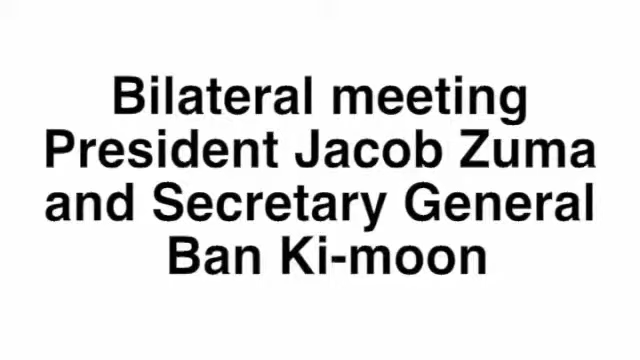 Bilateral meeting
President Jacob Zuma
and Secretary General
Ban Ki-moon